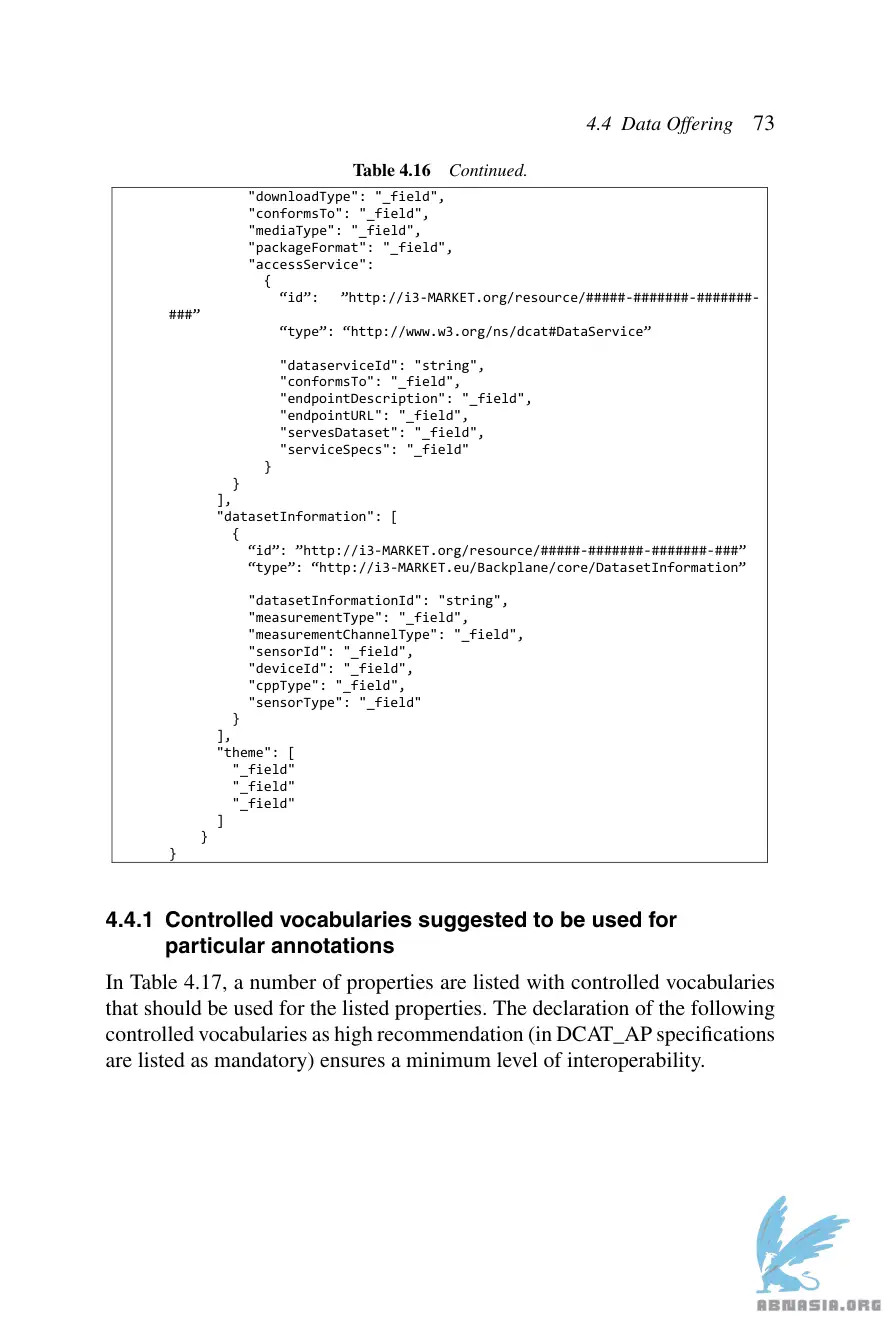 4.4 Data Offering 73
Table 4.16 Continued.
"downloadType": "_field",
"conformsTo": "_field",
"mediaType": "_field",
"packageFormat": "_field",
"accessService":
{
“id”: ”http://i3-MARKET.org/resource/#####-#######-#######-
###”
“type”: “http://www.w3.org/ns/dcat#DataService”
"dataserviceId": "string",
"conformsTo": "_field",
"endpointDescription": "_field",
"endpointURL": "_field",
"servesDataset": "_field",
"serviceSpecs": "_field"
}
}
],
"datasetInformation": [
{
“id”: ”http://i3-MARKET.org/resource/#####-#######-#######-###”
“type”: “http://i3-MARKET.eu/Backplane/core/DatasetInformation”
"datasetInformationId": "string",
"measurementType": "_field",
"measurementChannelType": "_field",
"sensorId": "_field",
"deviceId": "_field",
"cppType": "_field",
"sensorType": "_field"
}
],
"theme": [
"_field"
"_field"
"_field"
]
}
}
4.4.1 Controlled vocabularies suggested to be used for
particular annotations
In Table 4.17, a number of properties are listed with controlled vocabularies
that should be used for the listed properties. The declaration of the following
controlled vocabularies as high recommendation (in DCAT_AP specifications
are listed as mandatory) ensures a minimum level of interoperability.
ABNASIA.ORG